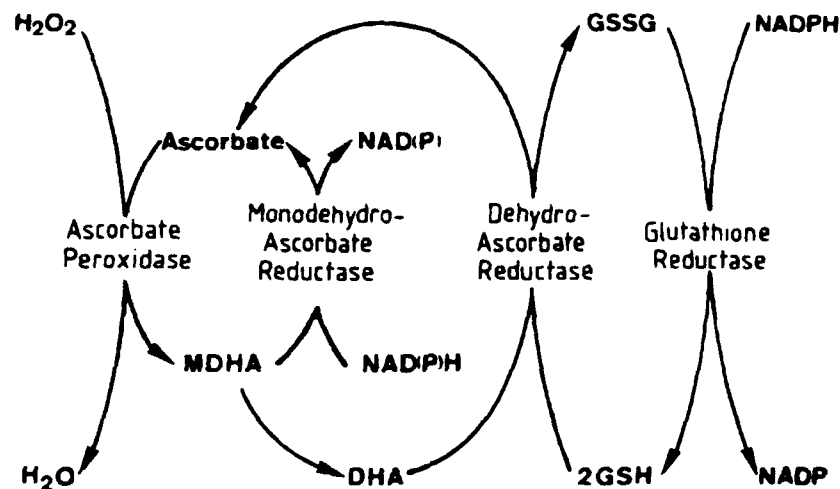 H₂O₂
GSSG
NADPH
Ascorbate
NAD(P)
Ascorbate
Peroxidase
Monodehydro-
Ascorbate
Reductase
Dehydro-
Ascorbate
Reductase
Glutathione
Reductase
MDHA
NAD(P)H
H₂O
DHA
2GSH
NADP